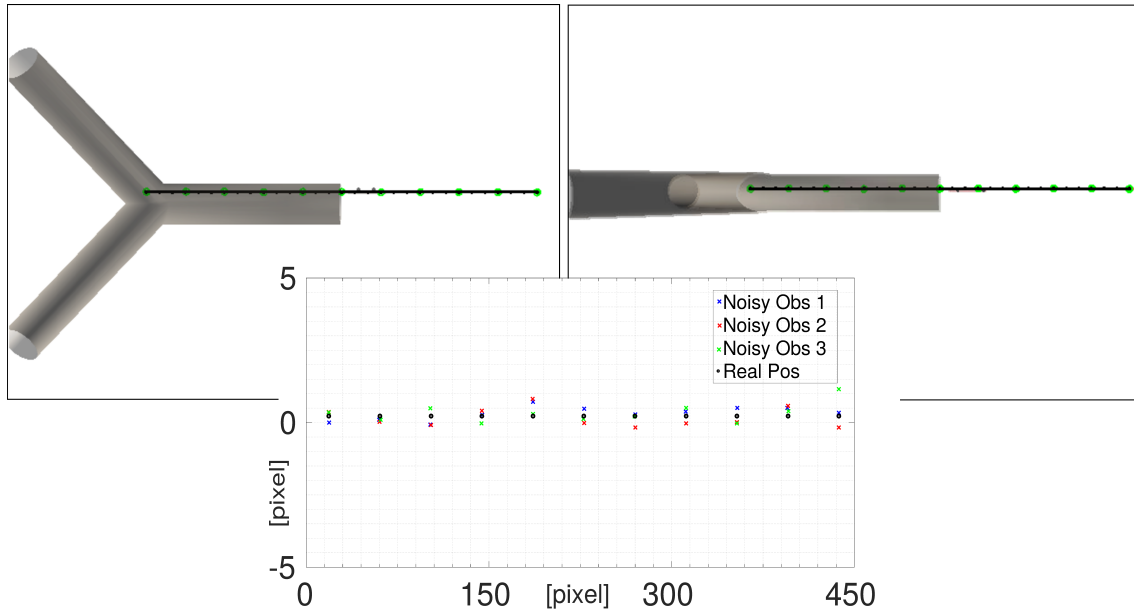 5
Noisy Obs 1
Noisy Obs 2
Noisy Obs 3
Real Pos
0
[pixel]
-5
0
150
[pixel]
300
450